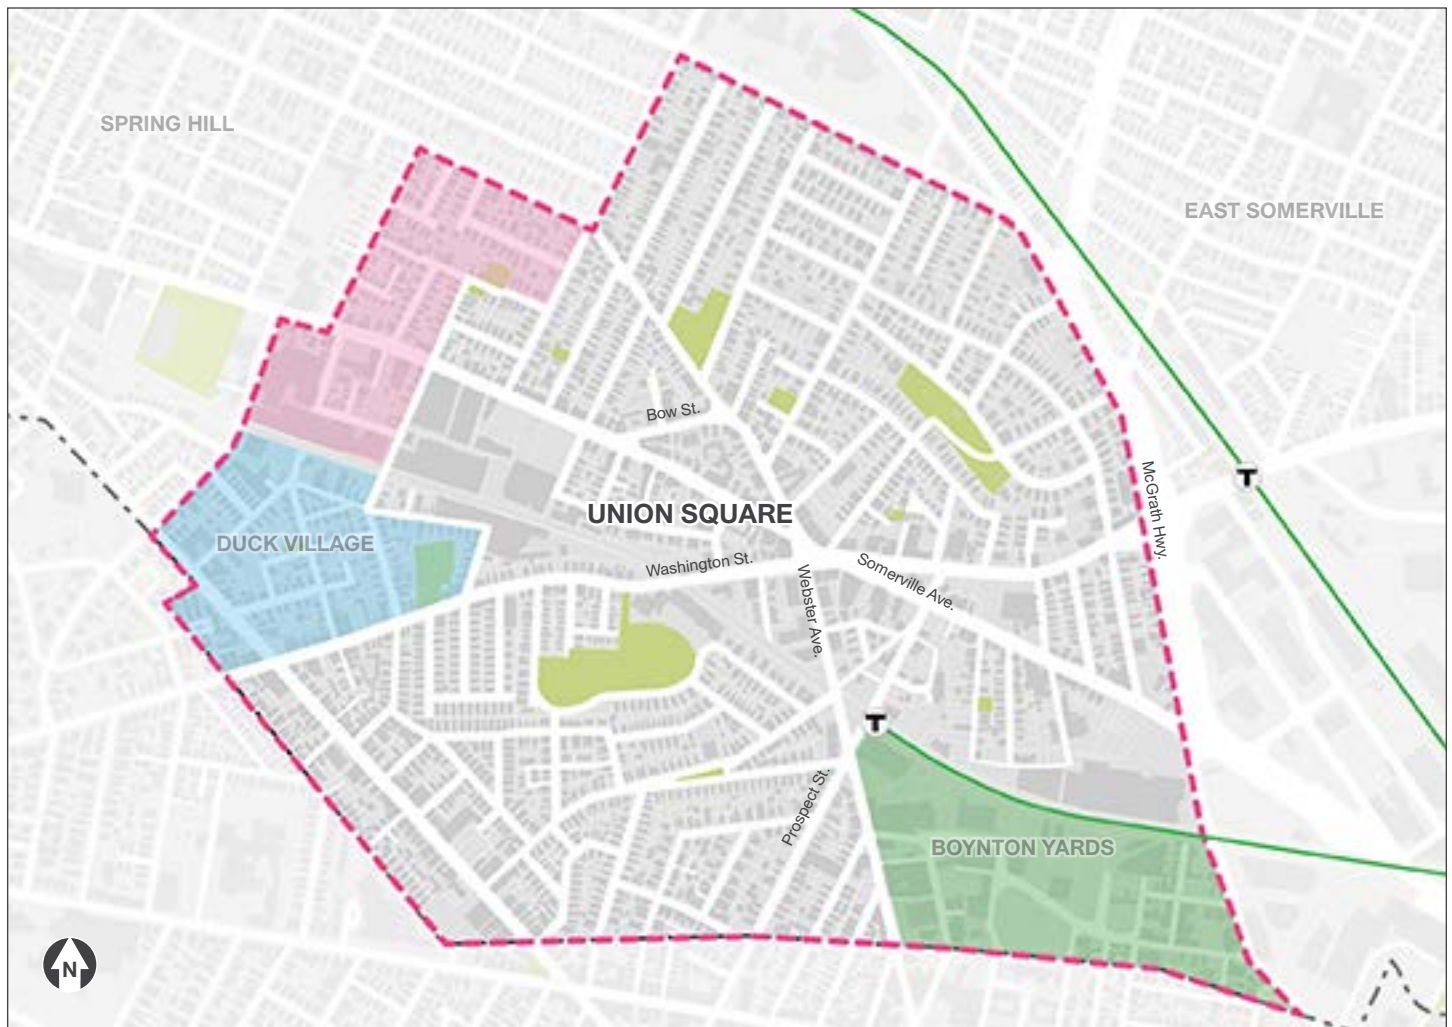 SPRING HILL
EAST SOMERVILLE
Bow St.
McGrath Hwy.
UNION SQUARE
DUCK VILLAGE
Washington St.
Somerville Ave.
Webster Ave.
T
T
Prospect St.
BOYNTON YARDS
N